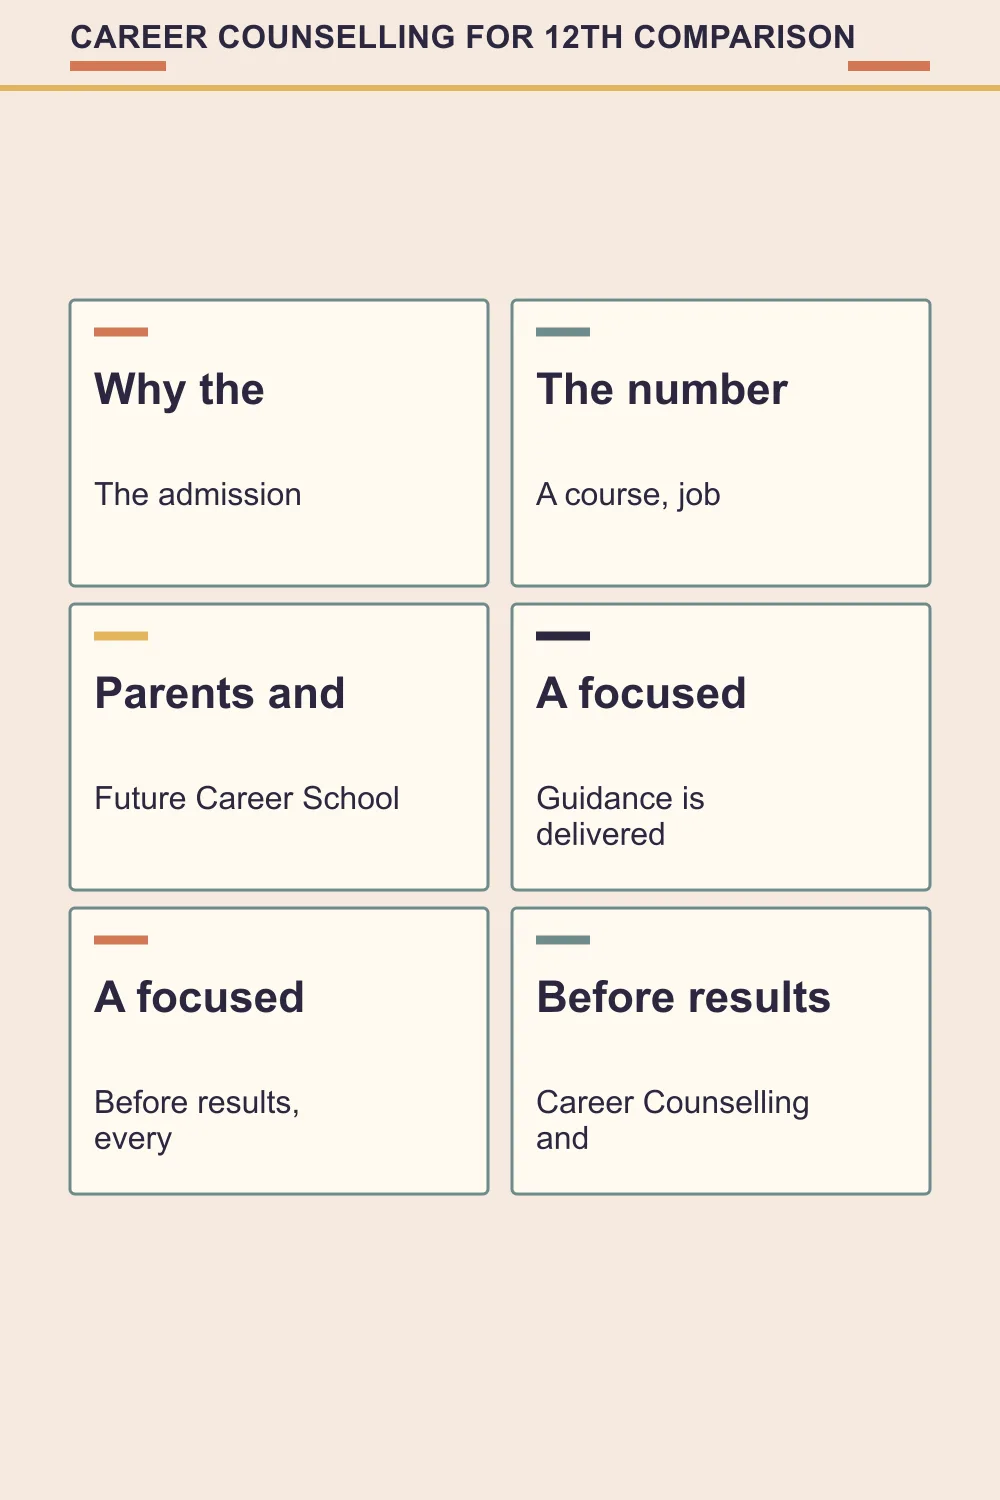 CAREER COUNSELLING FOR 12TH COMPARISON
Why the
The admission
The number
A course, job
Parents and
Future Career School
A focused
Guidance is
delivered
A focused
Before results,
every
Before results
Career Counselling
and